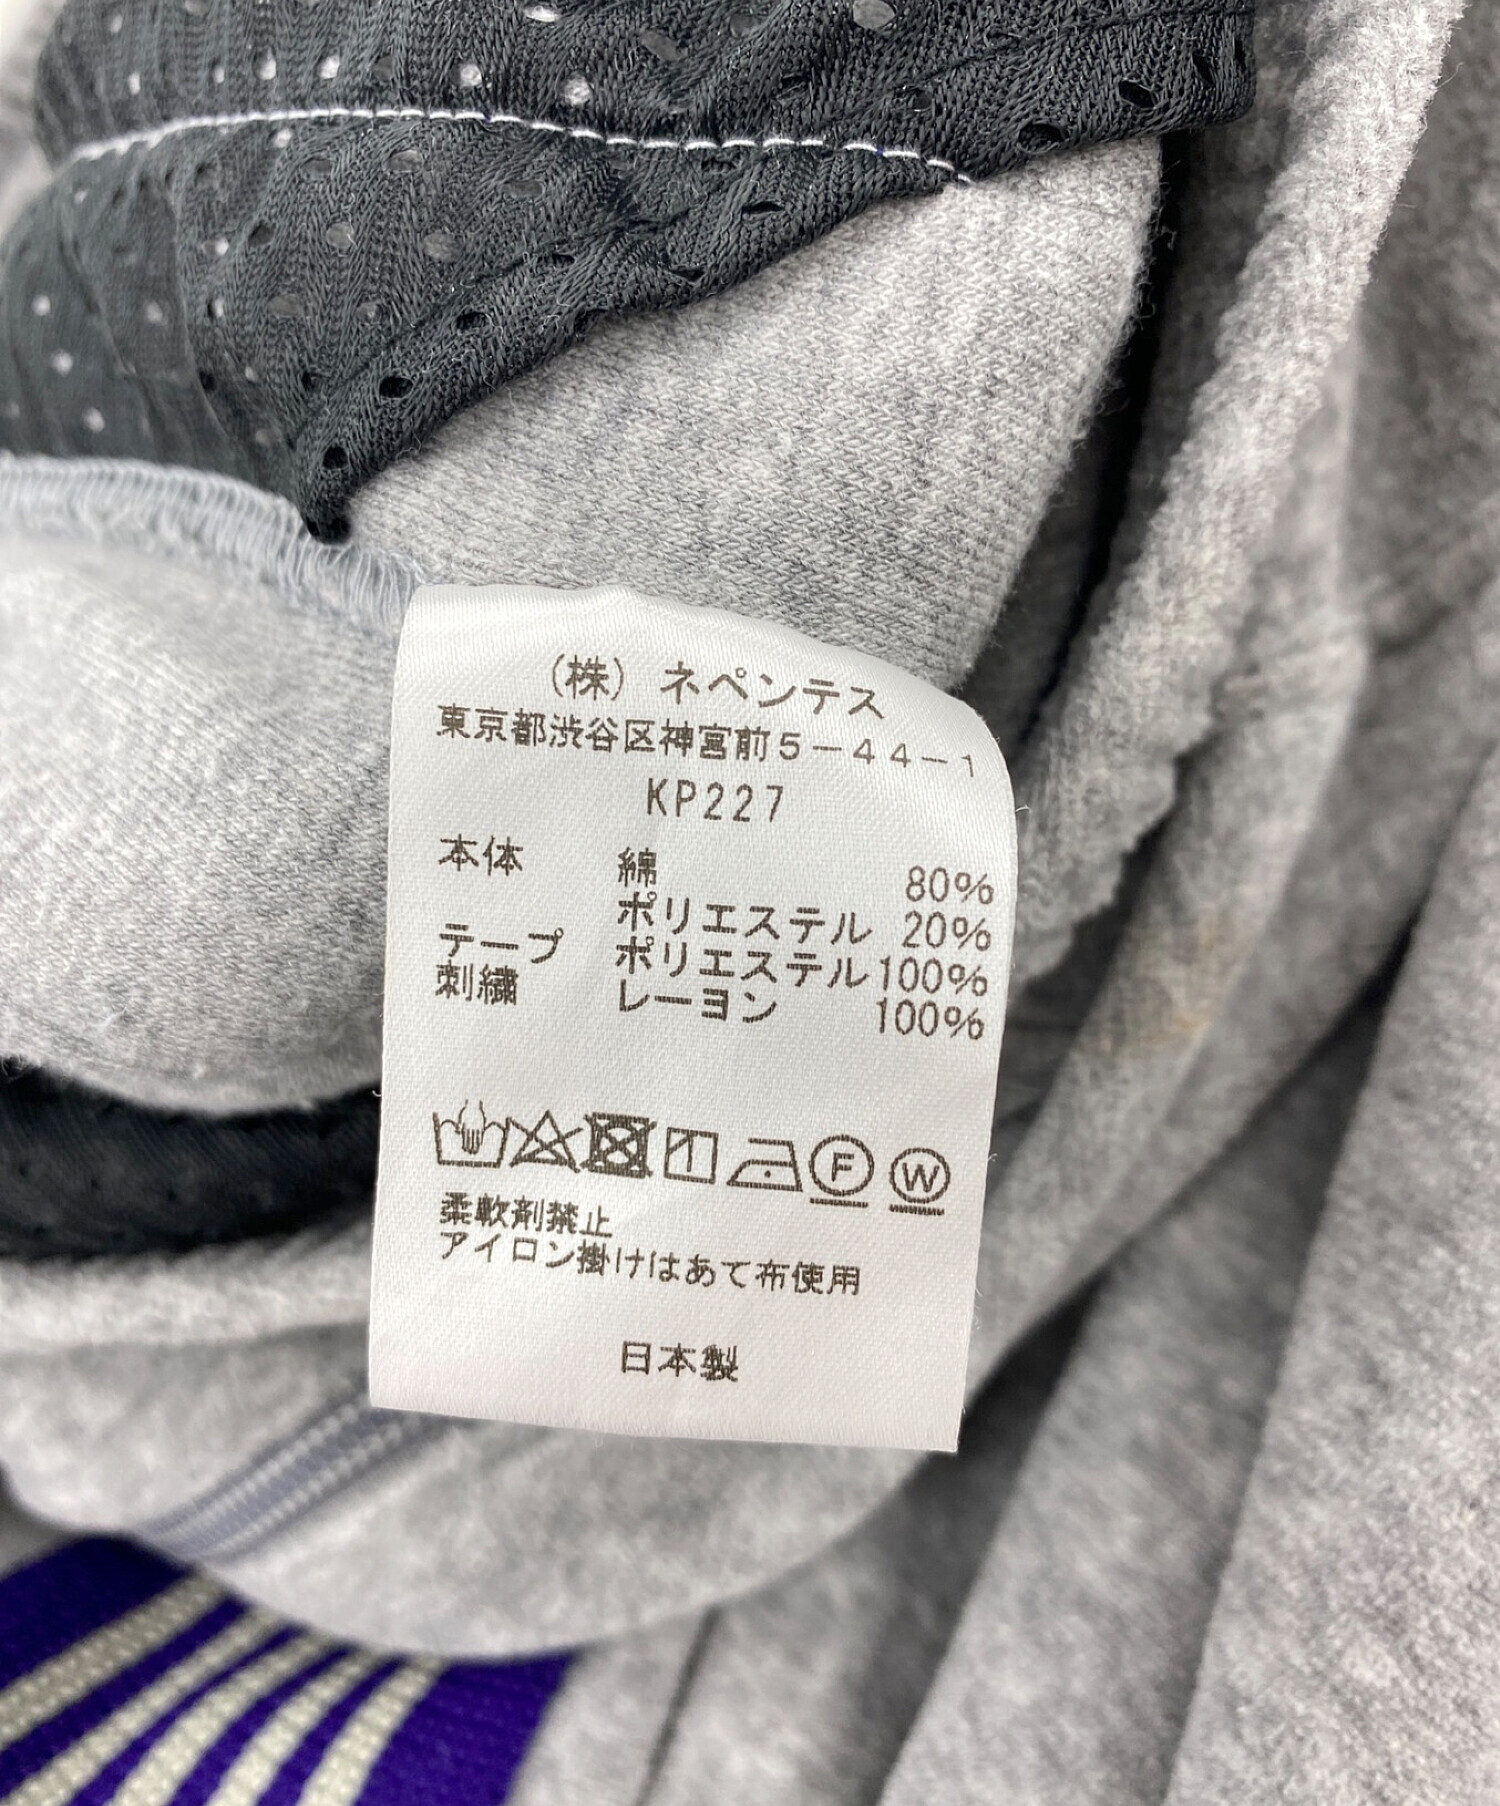 (株) ネペンテス
東京都渋谷区神宮前5-44-1
KP227
本体 綿 80%
ポリエステル 20%
テープ ポリエステル 100%
刺繍 レーヨン 100%
F W
柔軟剤禁止
アイロン掛けはあて布使用
日本製